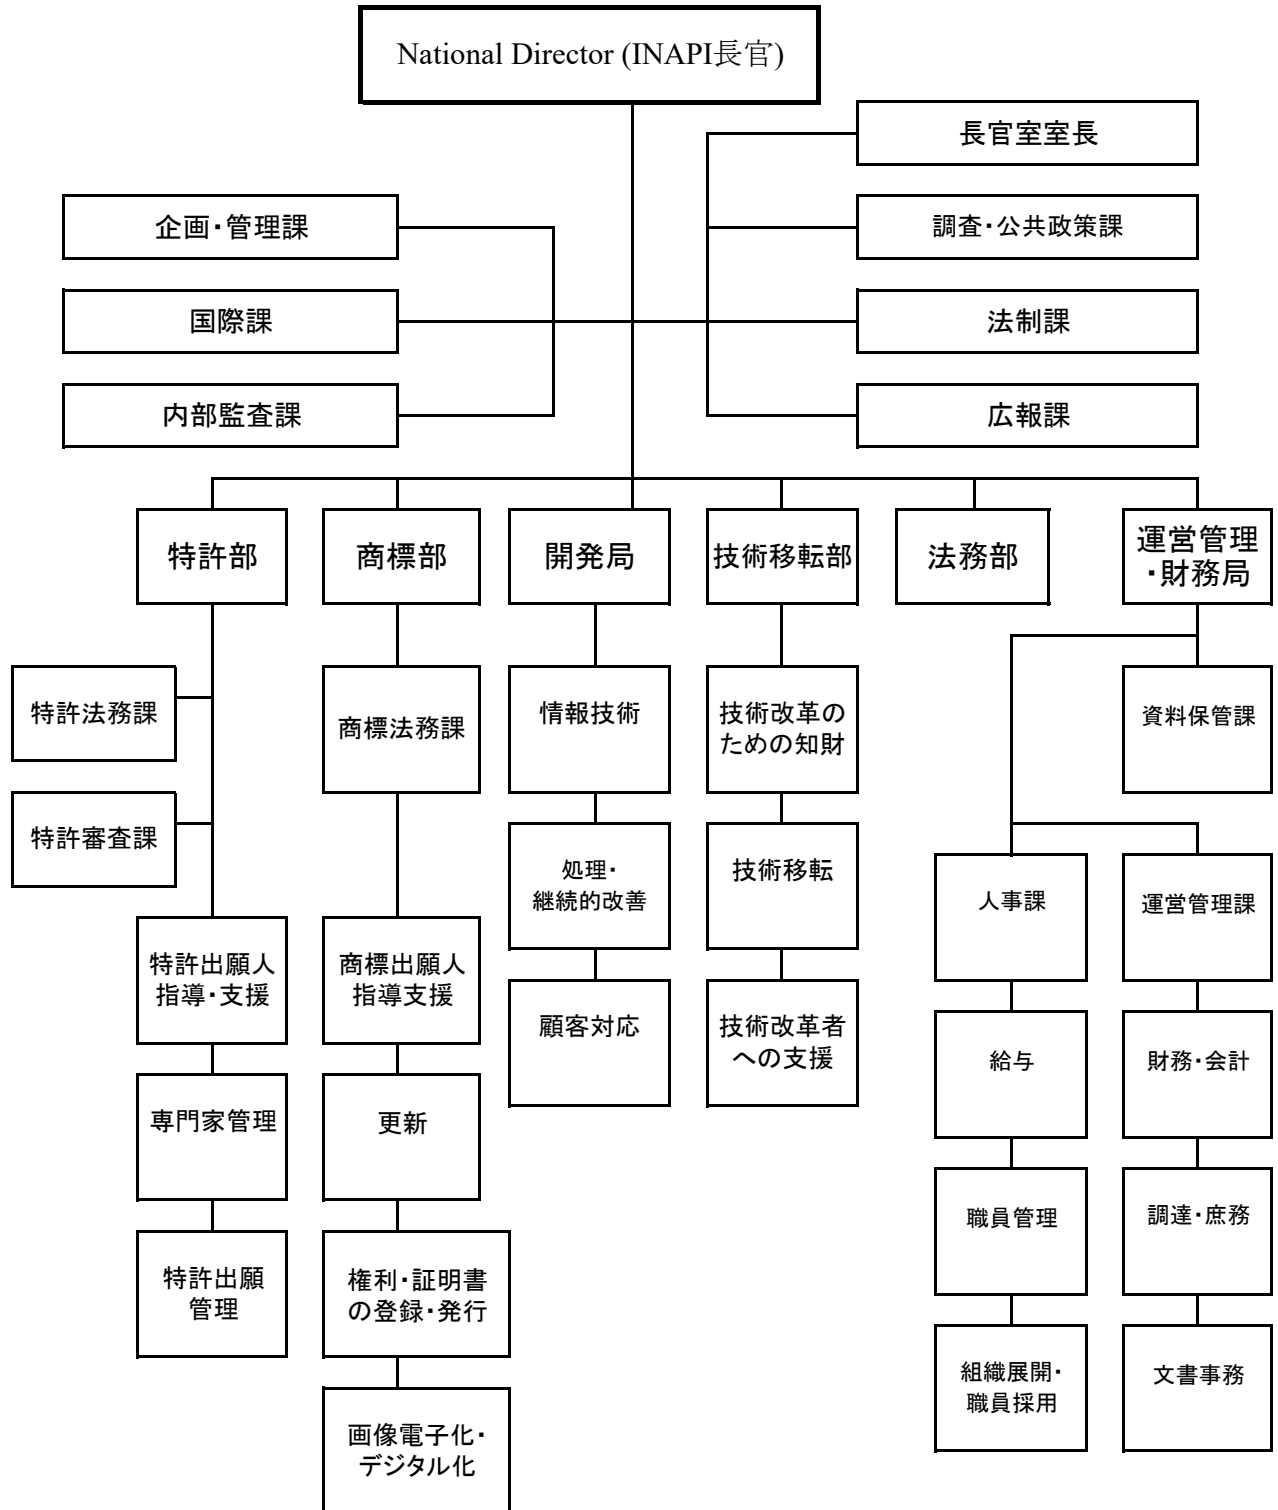 National Director (INAPI長官)
長官室室長
企画・管理課
調査・公共政策課
国際課
法制課
内部監査課
広報課
特許部
商標部
開発局
技術移転部
法務部
運営管理
・財務局
特許法務課
特許審査課
商標法務課
情報技術
技術改革の
ための知財
資料保管課
処理・
継続的改善
技術移転
人事課
運営管理課
特許出願人
指導・支援
商標出願人
指導支援
顧客対応
技術改革者
への支援
給与
財務・会計
専門家管理
更新
職員管理
調達・庶務
特許出願
管理
権利・証明書
の登録・発行
組織展開・
職員採用
文書事務
画像電子化・
デジタル化